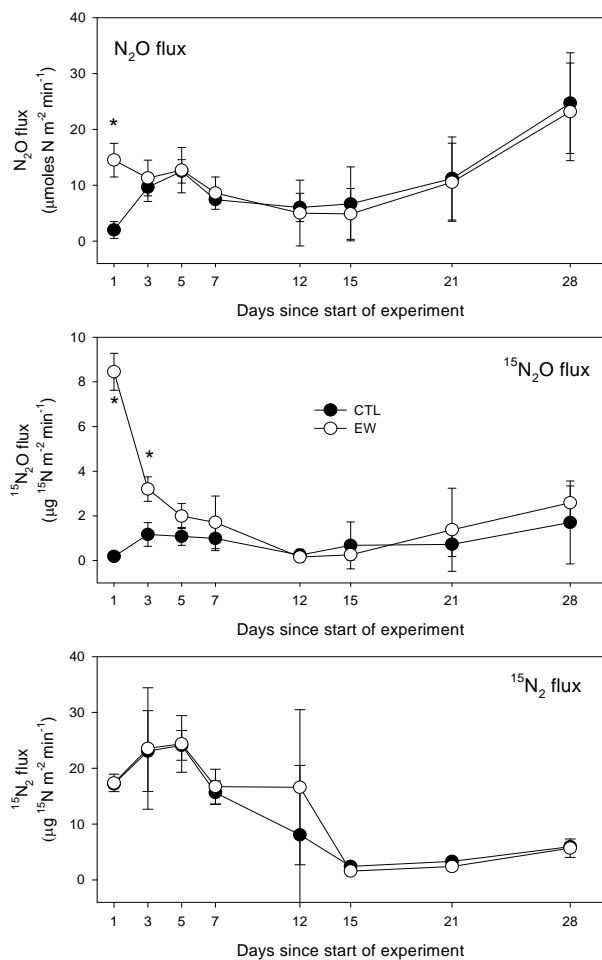 N₂O flux
N₂O flux
(μmoles N m⁻² min⁻¹)
40
30
20
10
0
*
1 3 5 7 12 15 21 28
Days since start of experiment
¹⁵N₂O flux
¹⁵N₂O flux
(μg ¹⁵N m⁻² min⁻¹)
10
8
6
4
2
0
*
*
CTL
EW
1 3 5 7 12 15 21 28
Days since start of experiment
¹⁵N₂ flux
¹⁵N₂ flux
(μg ¹⁵N m⁻² min⁻¹)
40
30
20
10
0
1 3 5 7 12 15 21 28
Days since start of experiment